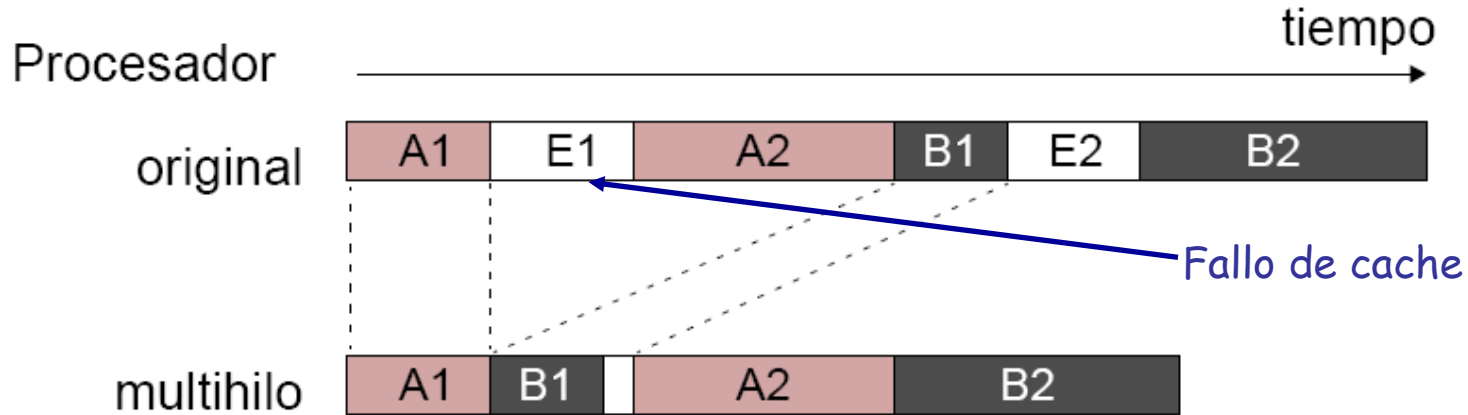 tiempo
Procesador
original A1 E1 A2 B1 E2 B2
Fallo de cache
multihilo A1 B1 A2 B2